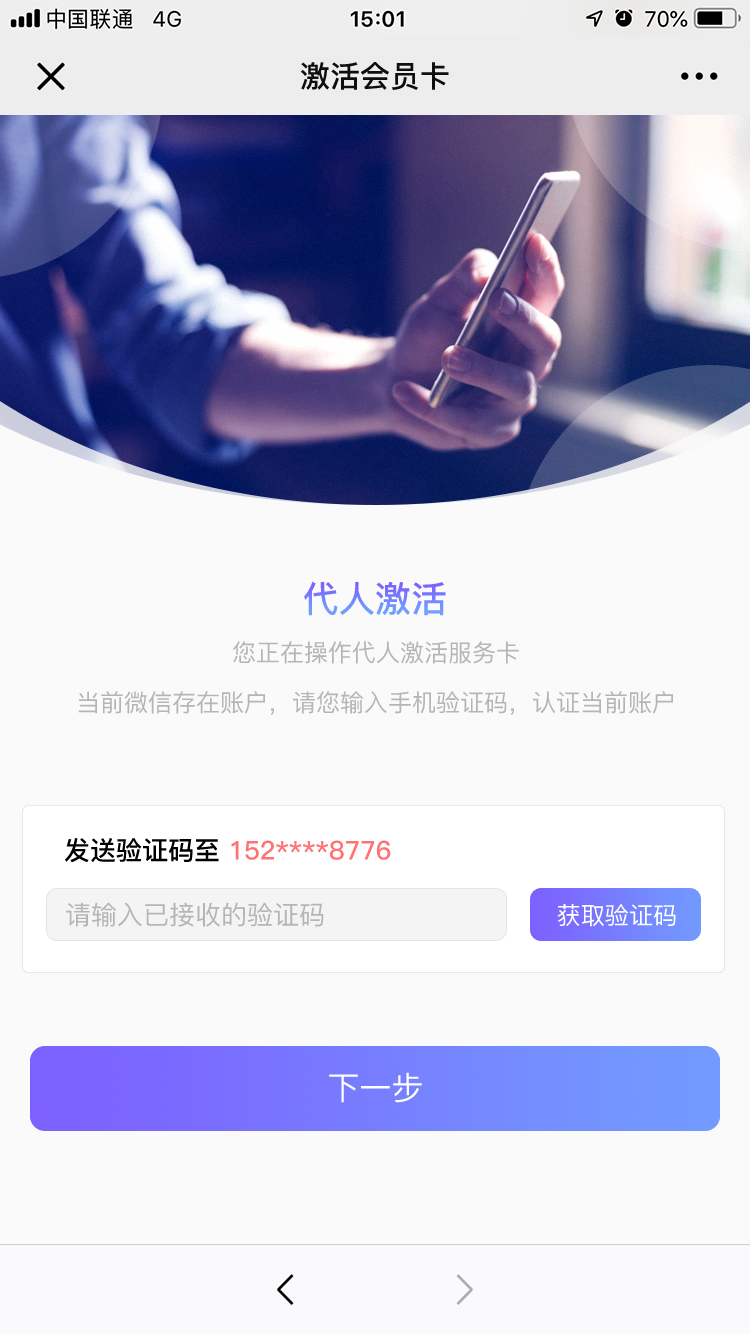 中国联通 4G 15:01 70%
激活会员卡
代人激活
您正在操作代人激活服务卡
当前微信存在账户，请您输入手机验证码，认证当前账户
发送验证码至 152****8776
请输入已接收的验证码 获取验证码
下一步